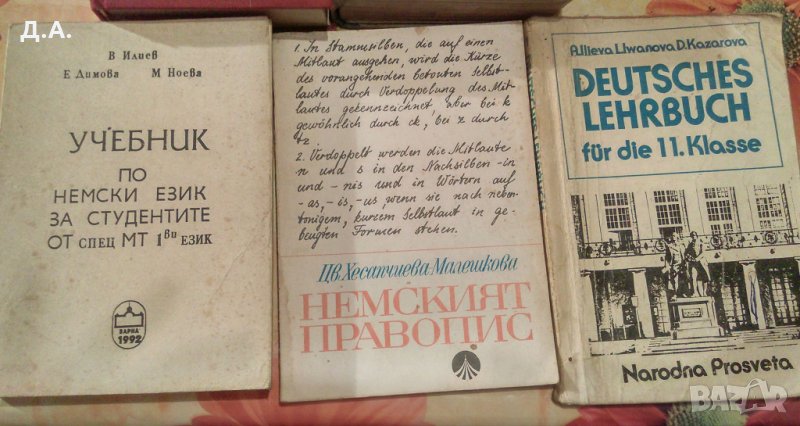 Д.А.
В Илиев
Е Димова М Ноева
УЧЕБНИК
ПО
НЕМСКИ ЕЗИК
ЗА СТУДЕНТИТЕ
ОТ СПЕЦ МТ 1ви ЕЗИК
ВАРНА
1992
1. In Stammsilben, die auf einen
Mitlaut ausgehen, wird die Kürze
des vorangehenden betonten Selbst-
lautes durch Verdoppelung des Mit-
lautes gekennzeichnet, aber bei k
gewöhnlich durch ck, bei z durch
tz.
2. Verdoppelt werden die Mitlaute
n und s in den Nachsilben -in
und -nis und in Wörtern auf
-as, -is, -us, wenn sie nach neben-
tonigem, kurzem Selbstlaut in ge-
beugten Formen stehen.
Цв. Хесапчиева-Малешкова
НЕМСКИЯТ
ПРАВОПИС
A.Ilieva L.Iwanova D.Kazarova
DEUTSCHES
LEHRBUCH
für die 11. Klasse
Narodna Prosveta
BAZAR